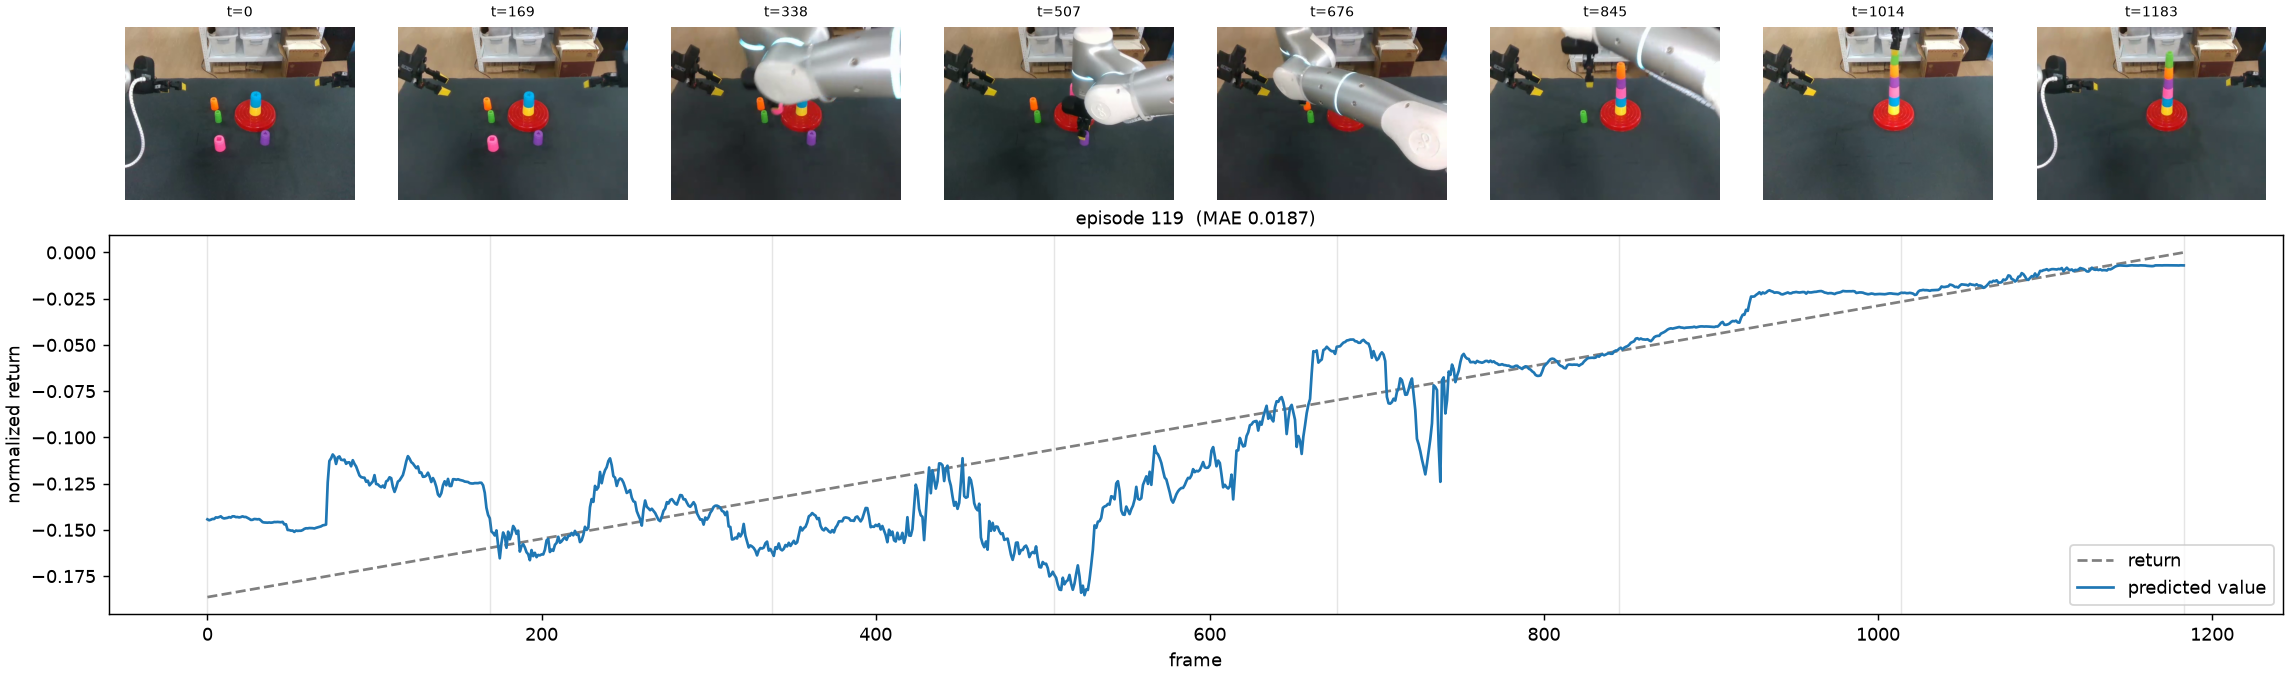 t=0 t=169 t=338 t=507 t=676 t=845 t=1014 t=1183
episode 119 (MAE 0.0187)
normalized return
0.000
−0.025
−0.050
−0.075
−0.100
−0.125
−0.150
−0.175
return
predicted value
0 200 400 600 800 1000 1200
frame